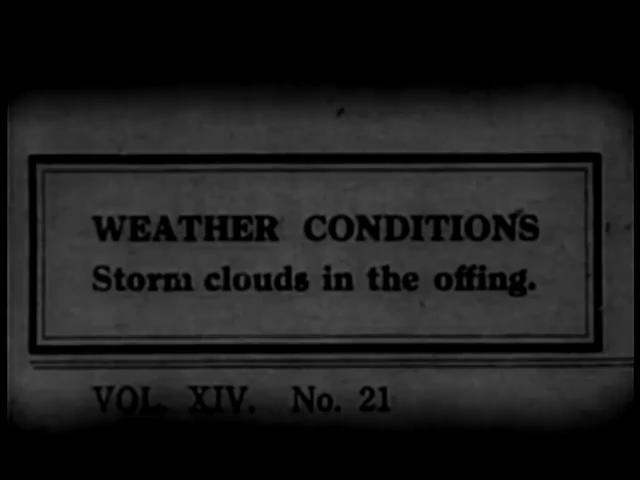 WEATHER CONDITIONS
Storm clouds in the offing.
VOL. XIV. No. 21